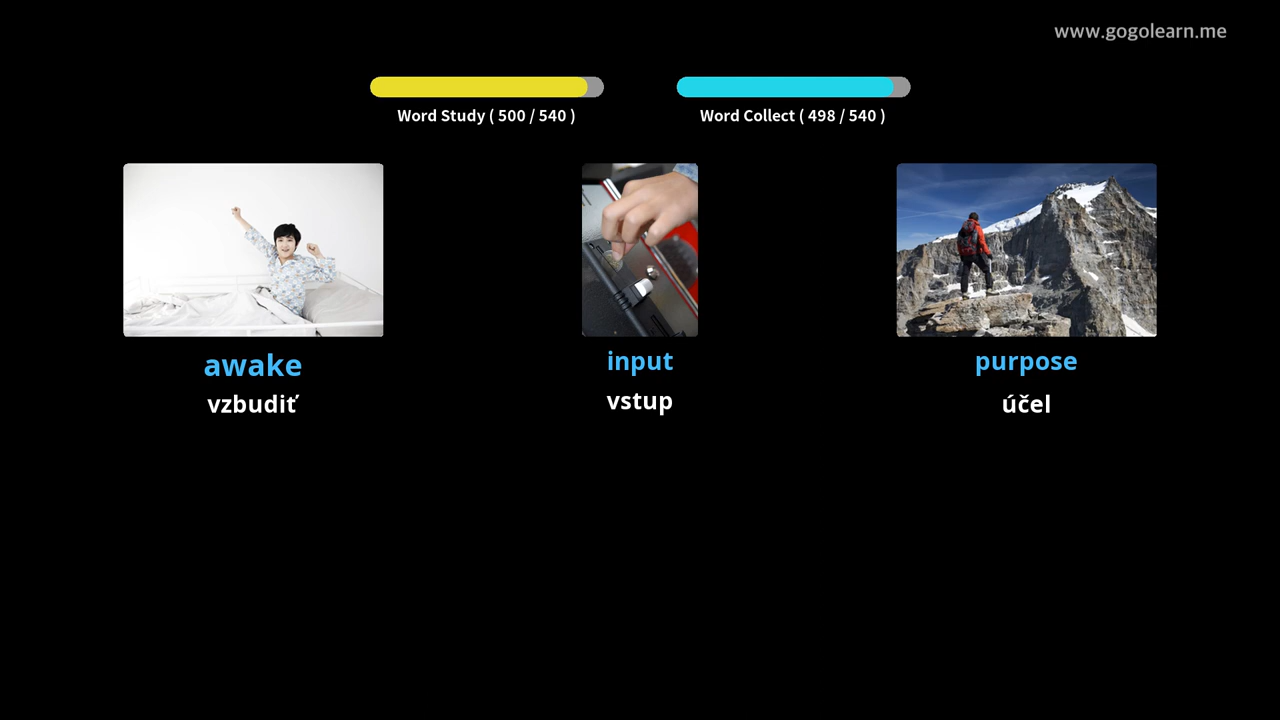 www.gogolearn.me
Word Study ( 500 / 540 )
Word Collect ( 498 / 540 )
awake
vzbudiť
input
vstup
purpose
účel